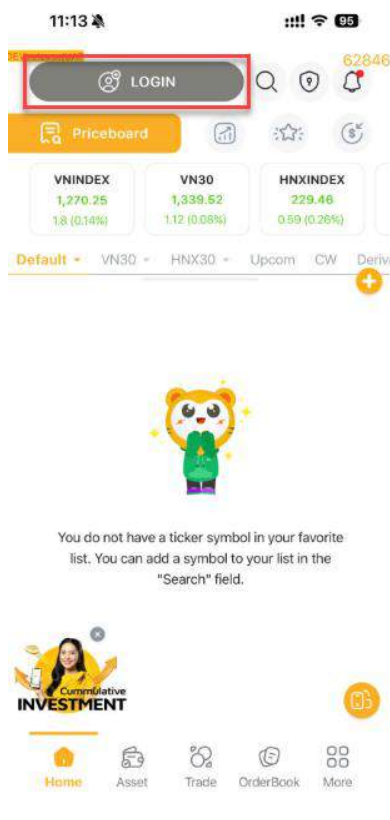 11:13
95
62846
LOGIN
Priceboard
VNINDEX
1,270.25
1.8 (0.14%)
VN30
1,339.52
1.12 (0.08%)
HNXINDEX
229.46
0.59 (0.26%)
Default VN30 HNX30 Upcom CW Deriv
You do not have a ticker symbol in your favorite
list. You can add a symbol to your list in the
"Search" field.
Cummulative
INVESTMENT
Home Asset Trade OrderBook More